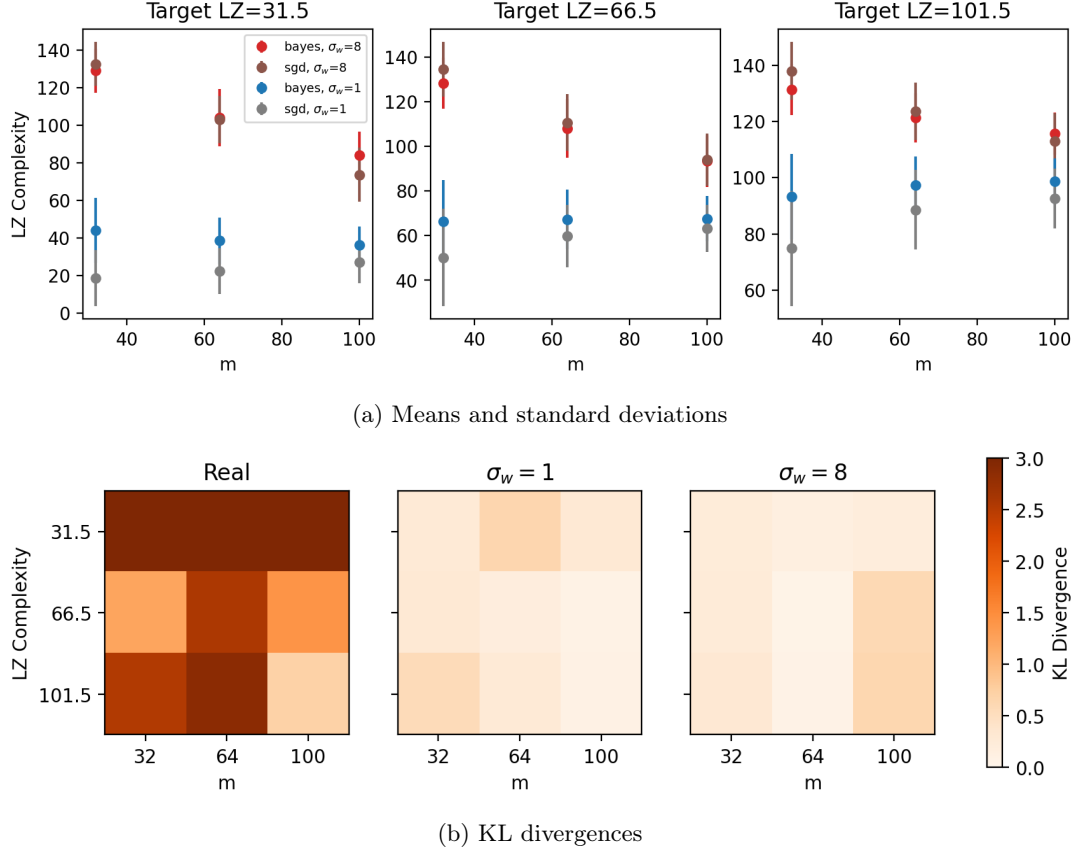 Target LZ=31.5 Target LZ=66.5 Target LZ=101.5
LZ Complexity
140
120
100
80
60
40
20
0
bayes, σw=8
sgd, σw=8
bayes, σw=1
sgd, σw=1
40 60 80 100
m
140
120
100
80
60
40
40 60 80 100
m
140
120
100
80
60
40 60 80 100
m
(a) Means and standard deviations
Real σw = 1 σw = 8
LZ Complexity
31.5
66.5
101.5
32 64 100
m
32 64 100
m
32 64 100
m
3.0
2.5
2.0
1.5
1.0
0.5
0.0
KL Divergence
(b) KL divergences